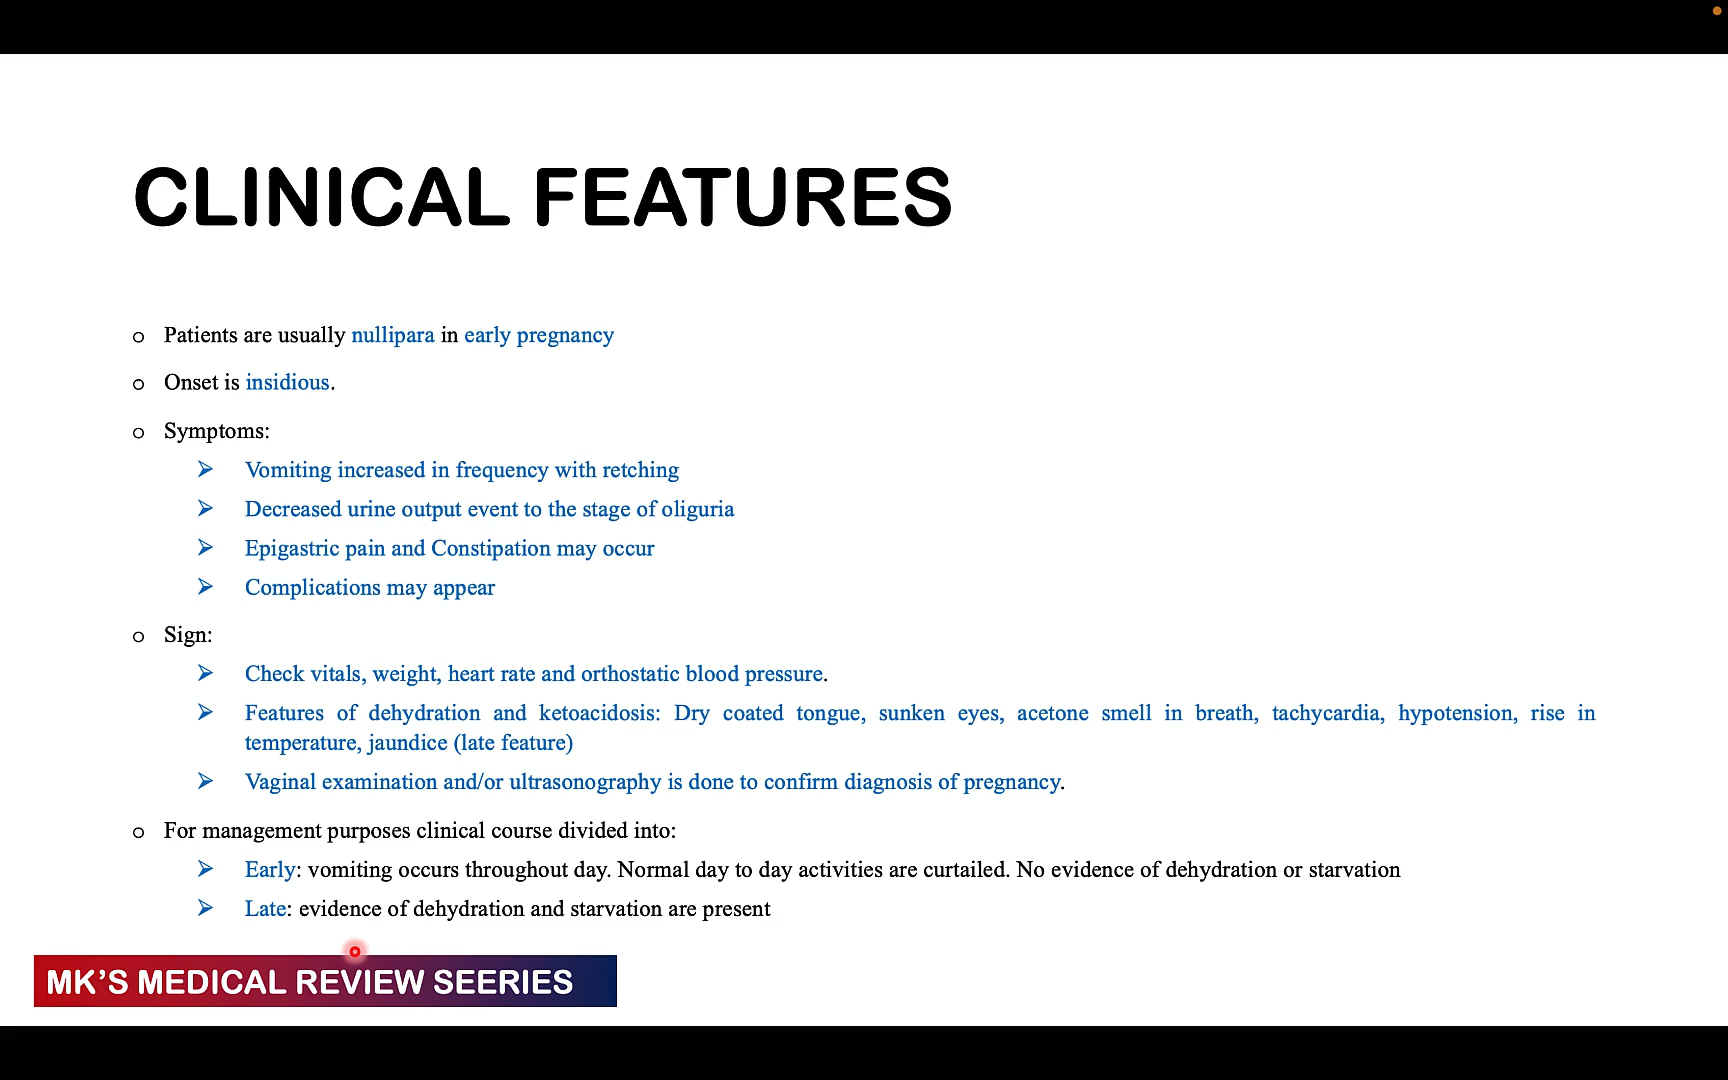 CLINICAL FEATURES
o Patients are usually nullipara in early pregnancy
o Onset is insidious.
o Symptoms:
➢ Vomiting increased in frequency with retching
➢ Decreased urine output event to the stage of oliguria
➢ Epigastric pain and Constipation may occur
➢ Complications may appear
o Sign:
➢ Check vitals, weight, heart rate and orthostatic blood pressure.
➢ Features of dehydration and ketoacidosis: Dry coated tongue, sunken eyes, acetone smell in breath, tachycardia, hypotension, rise in
temperature, jaundice (late feature)
➢ Vaginal examination and/or ultrasonography is done to confirm diagnosis of pregnancy.
o For management purposes clinical course divided into:
➢ Early: vomiting occurs throughout day. Normal day to day activities are curtailed. No evidence of dehydration or starvation
➢ Late: evidence of dehydration and starvation are present
MK'S MEDICAL REVIEW SEERIES